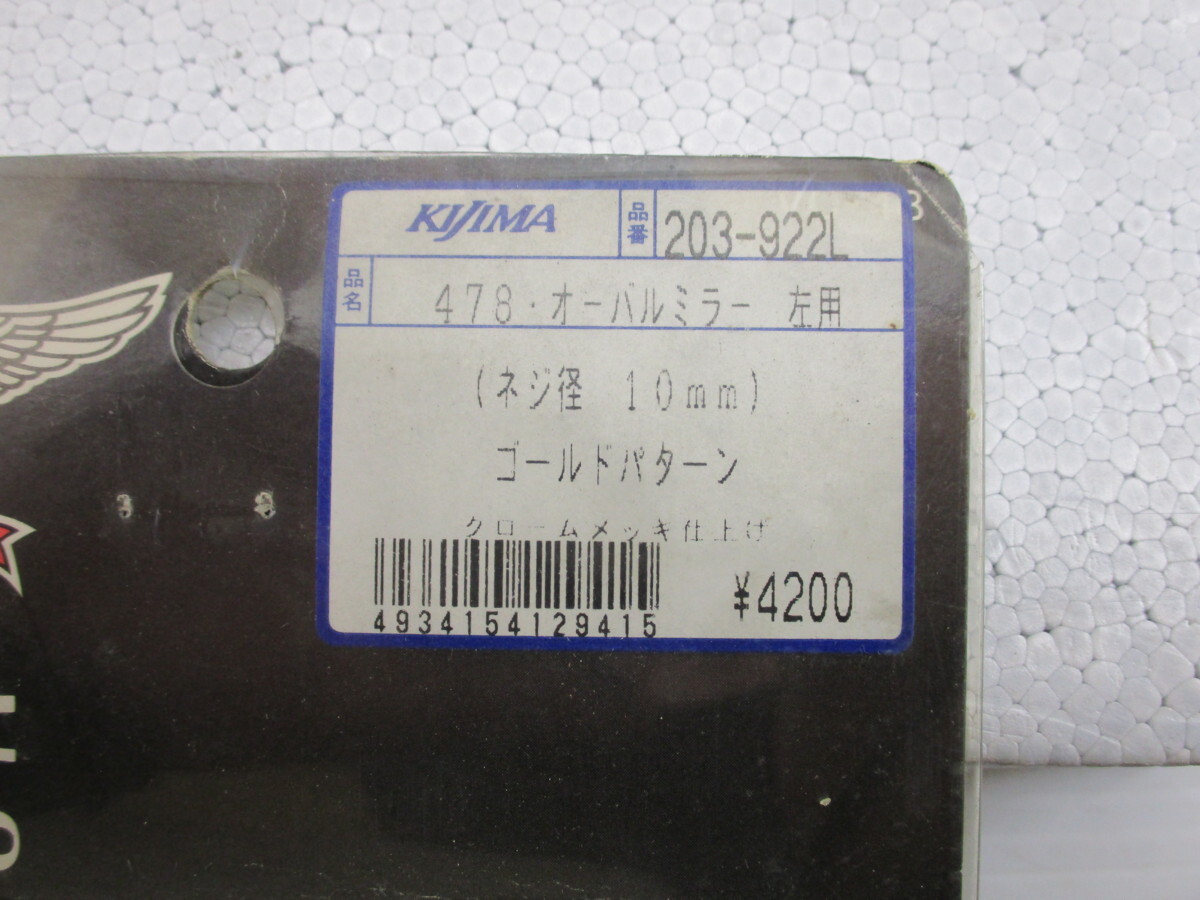 KIJIMA
品番
203-922L
品名
478・オーバルミラー 左用
(ネジ径 10mm)
ゴールドパターン
クロームメッキ仕上げ
4934154129415
¥4200